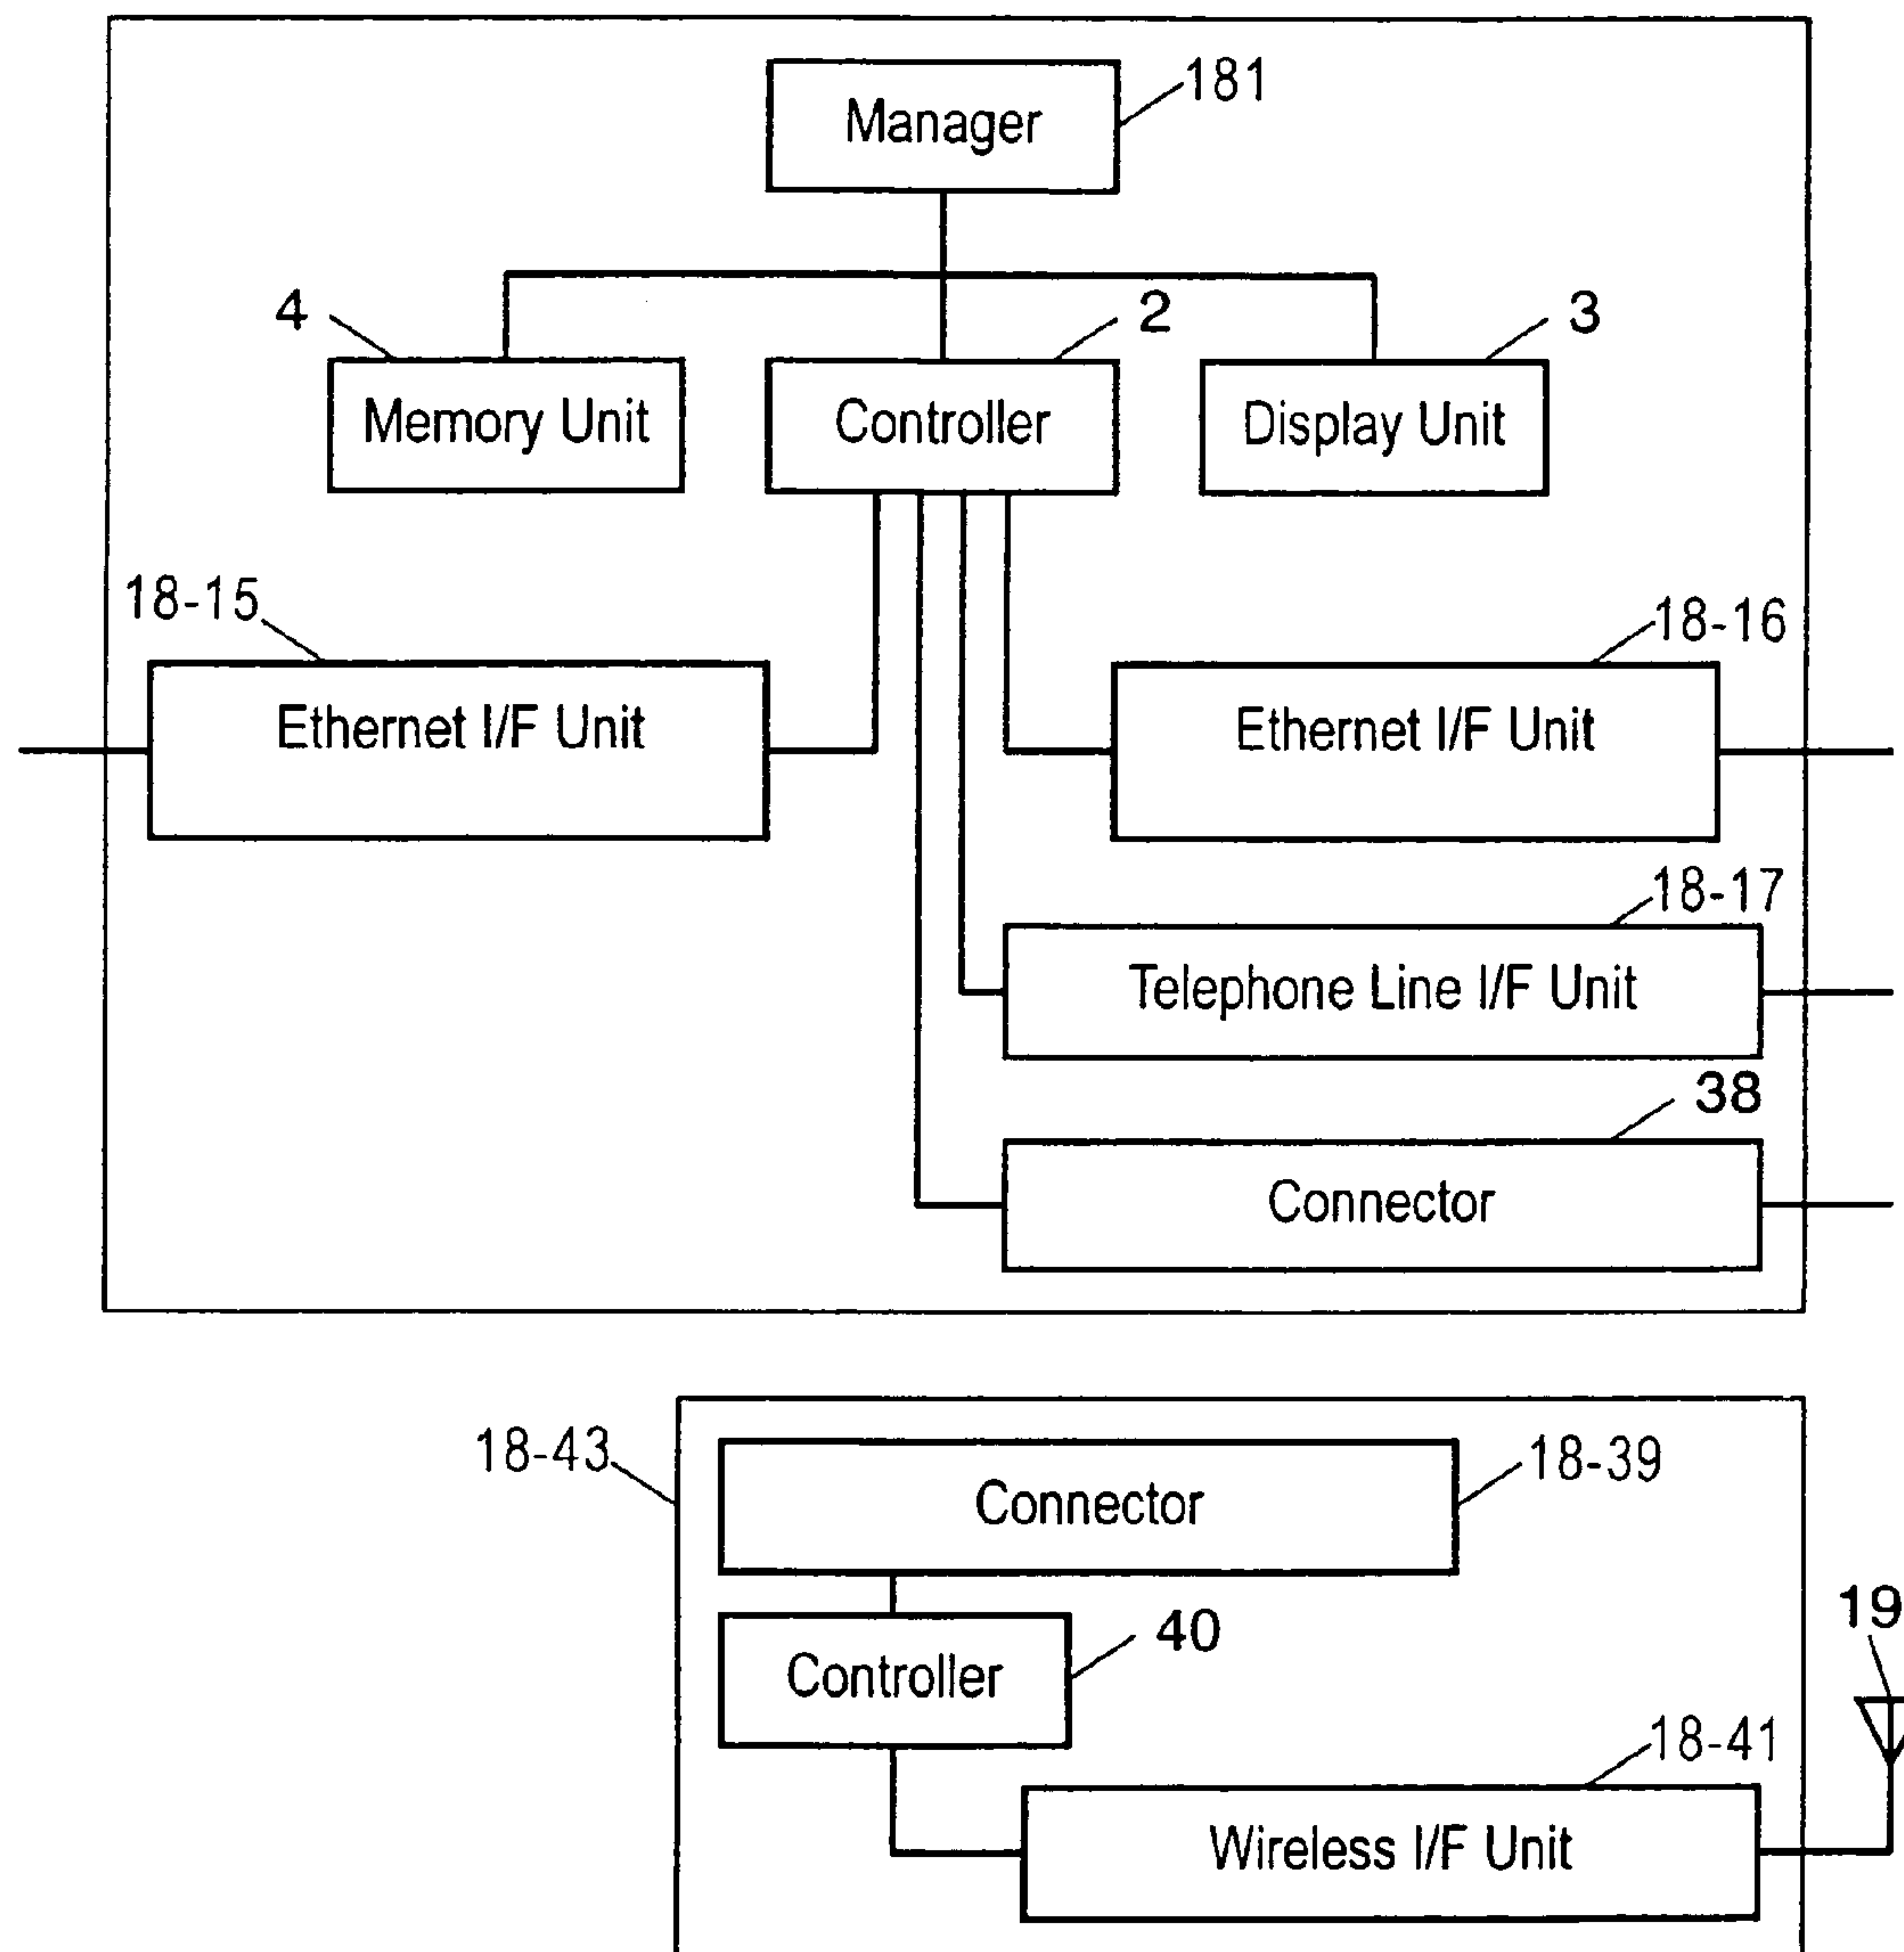 181
Manager
4
2
3
Memory Unit
Controller
Display Unit
18-15
18-16
Ethernet I/F Unit
Ethernet I/F Unit
18-17
Telephone Line I/F Unit
38
Connector
18-43
18-39
Connector
19
40
Controller
18-41
Wireless I/F Unit